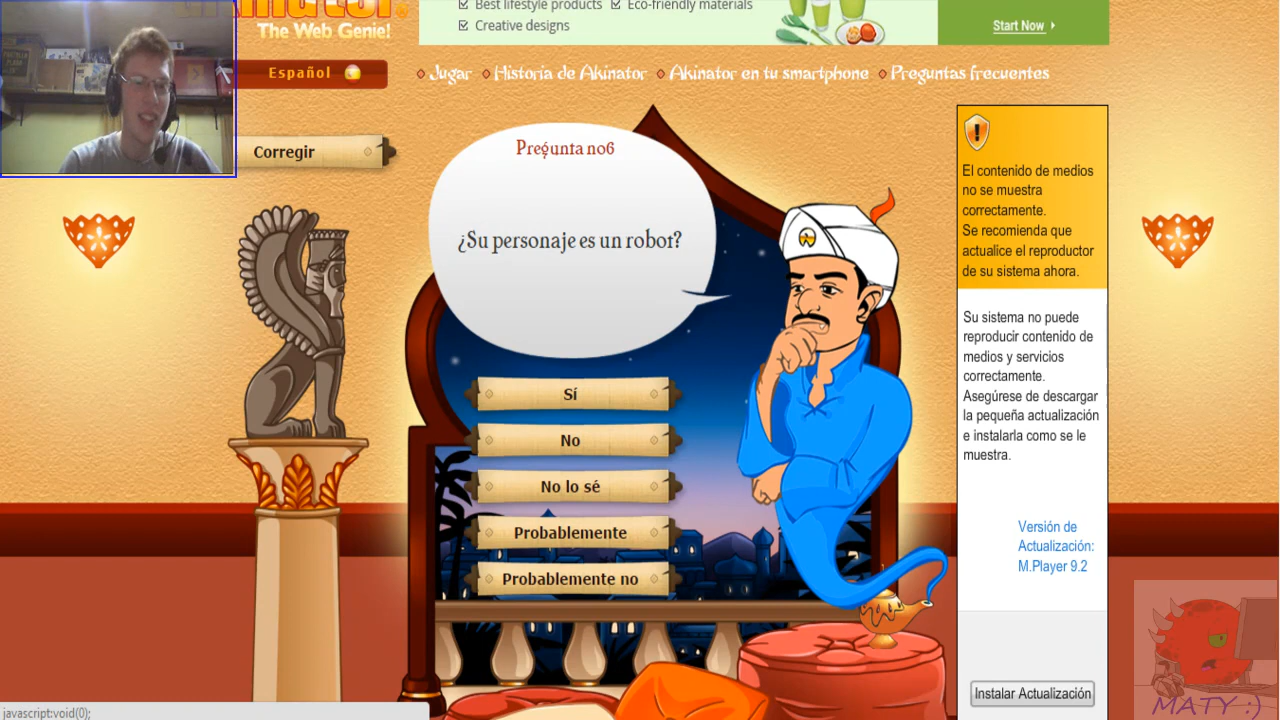 Best lifestyle products Eco-friendly materials
Creative designs
Start Now
The Web Genie!
Español
Jugar Historia de Akinator Akinator en tu smartphone Preguntas frecuentes
Corregir
Pregunta no6
¿Su personaje es un robot?
Sí
No
No lo sé
Probablemente
Probablemente no
El contenido de medios
no se muestra
correctamente.
Se recomienda que
actualice el reproductor
de su sistema ahora.
Su sistema no puede
reproducir contenido de
medios y servicios
correctamente.
Asegúrese de descargar
la pequeña actualización
e instalarla como se le
muestra.
Versión de
Actualización:
M.Player 9.2
Instalar Actualización
MATY :)
javascript:void(0);